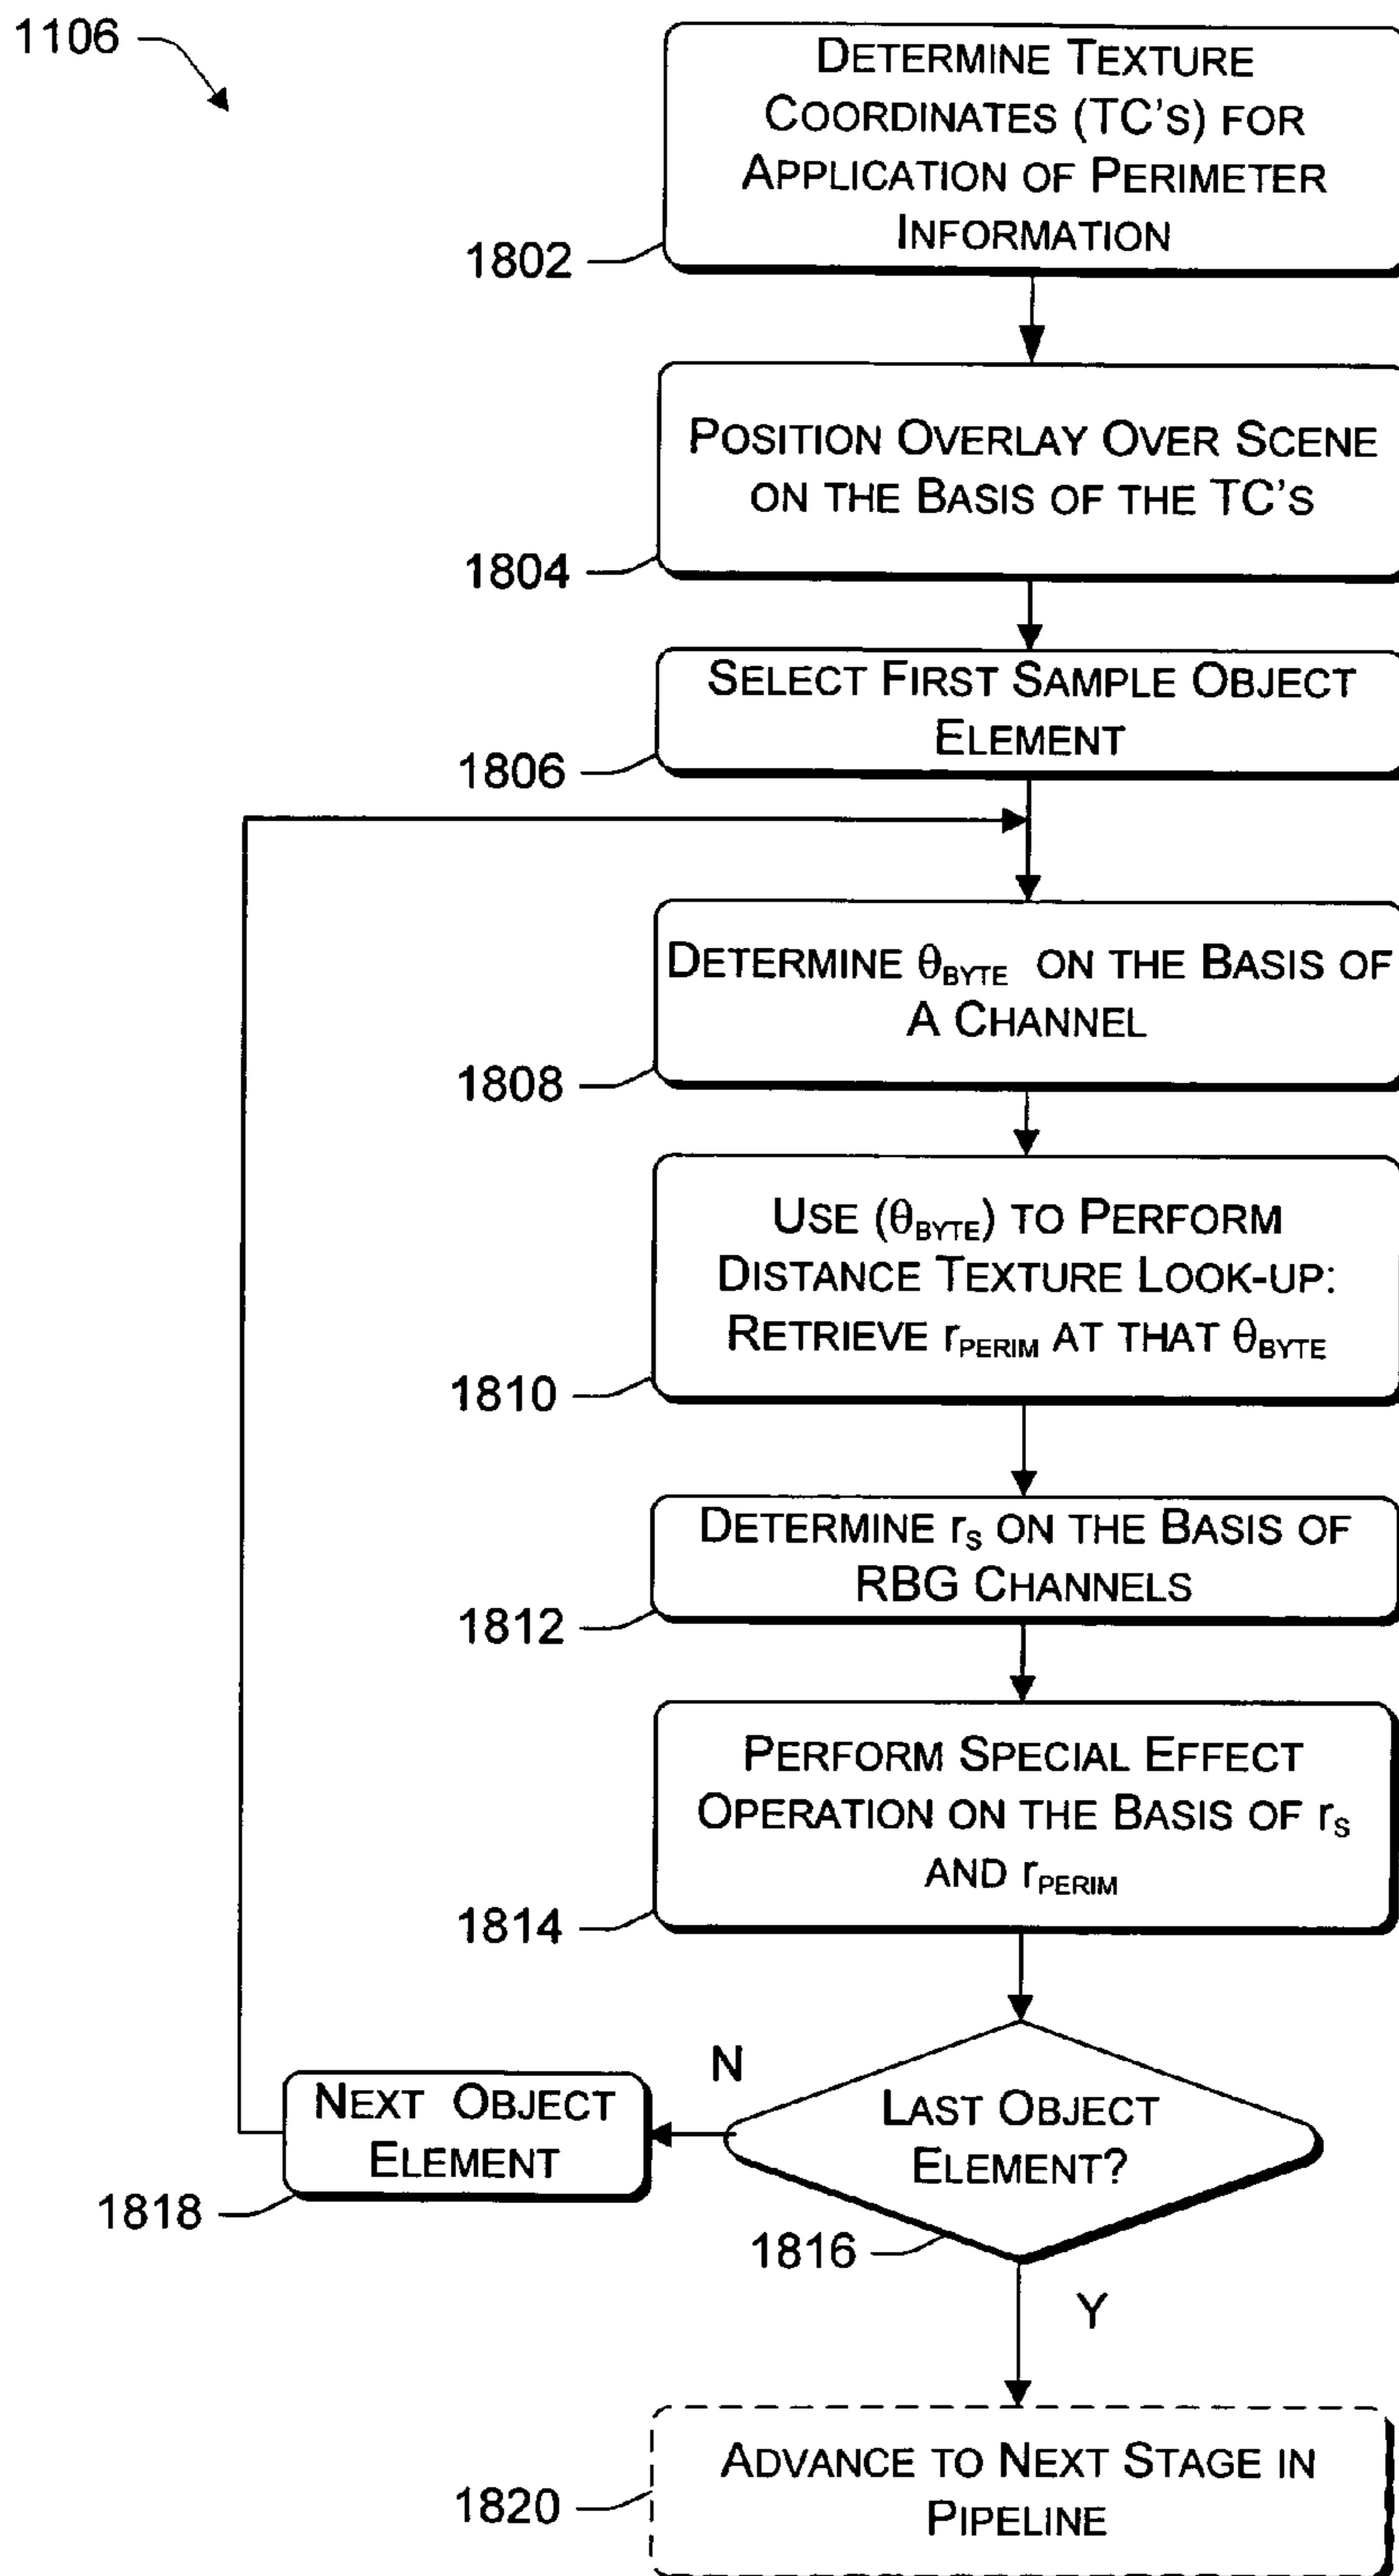 1106
DETERMINE TEXTURE
COORDINATES (TC'S) FOR
APPLICATION OF PERIMETER
INFORMATION
1802
POSITION OVERLAY OVER SCENE
ON THE BASIS OF THE TC'S
1804
SELECT FIRST SAMPLE OBJECT
ELEMENT
1806
DETERMINE θBYTE ON THE BASIS OF
A CHANNEL
1808
USE (θBYTE) TO PERFORM
DISTANCE TEXTURE LOOK-UP:
RETRIEVE rPERIM AT THAT θBYTE
1810
DETERMINE rS ON THE BASIS OF
RBG CHANNELS
1812
PERFORM SPECIAL EFFECT
OPERATION ON THE BASIS OF rS
AND rPERIM
1814
N
NEXT OBJECT
ELEMENT
1818
LAST OBJECT
ELEMENT?
1816
Y
ADVANCE TO NEXT STAGE IN
PIPELINE
1820